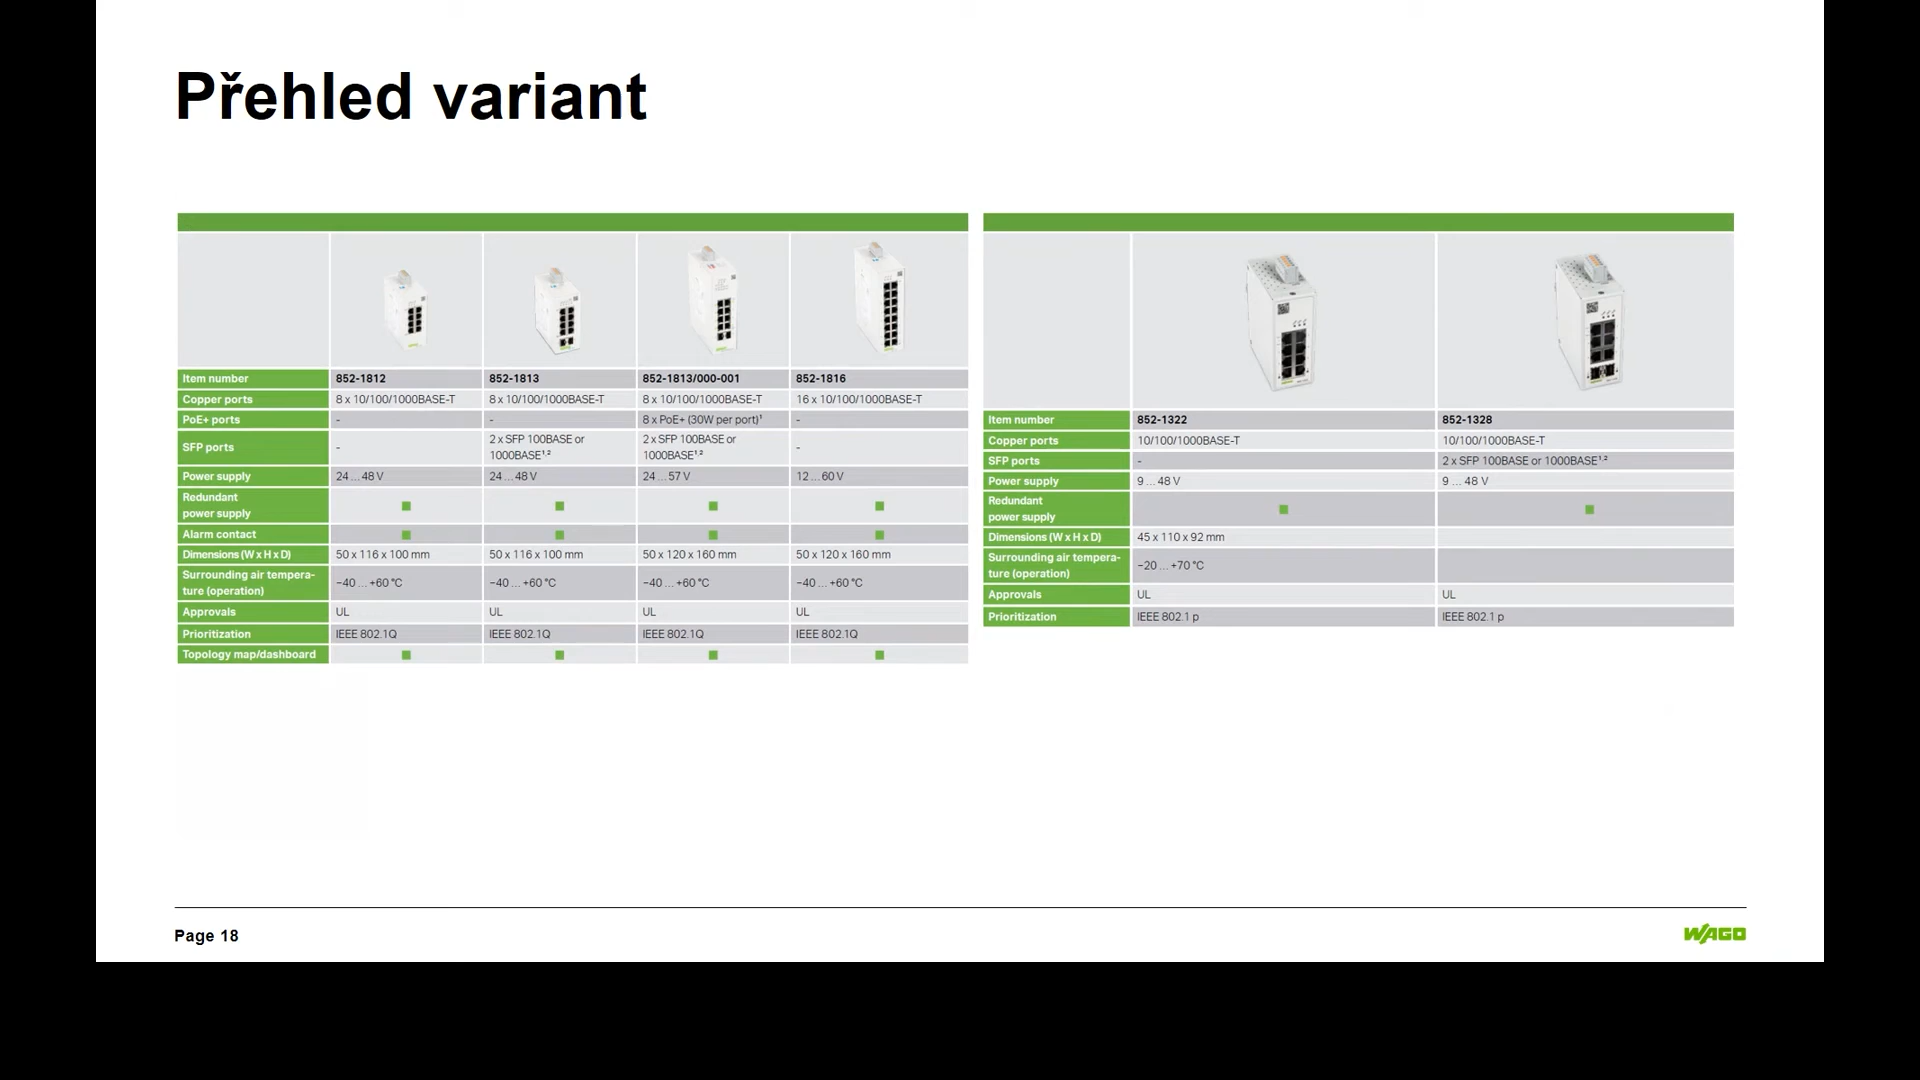 Přehled variant
Item number 852-1812 852-1813 852-1813/000-001 852-1816
Copper ports 8 x 10/100/1000BASE-T 8 x 10/100/1000BASE-T 8 x 10/100/1000BASE-T 16 x 10/100/1000BASE-T
PoE+ ports - - 8 x PoE+ (30W per port)¹ -
SFP ports - 2 x SFP 100BASE or 2 x SFP 100BASE or -
1000BASE¹,² 1000BASE¹,²
Power supply 24 ... 48 V 24 ... 48 V 24 ... 57 V 12 ... 60 V
Redundant
power supply
Alarm contact
Dimensions (W x H x D) 50 x 116 x 100 mm 50 x 116 x 100 mm 50 x 120 x 160 mm 50 x 120 x 160 mm
Surrounding air tempera-
ture (operation) −40 ... +60 °C −40 ... +60 °C −40 ... +60 °C −40 ... +60 °C
Approvals UL UL UL UL
Prioritization IEEE 802.1Q IEEE 802.1Q IEEE 802.1Q IEEE 802.1Q
Topology map/dashboard
Item number 852-1322 852-1328
Copper ports 10/100/1000BASE-T 10/100/1000BASE-T
SFP ports - 2 x SFP 100BASE or 1000BASE¹,²
Power supply 9 ... 48 V 9 ... 48 V
Redundant
power supply
Dimensions (W x H x D) 45 x 110 x 92 mm
Surrounding air tempera-
ture (operation) −20 ... +70 °C
Approvals UL UL
Prioritization IEEE 802.1 p IEEE 802.1 p
Page 18
WAGO